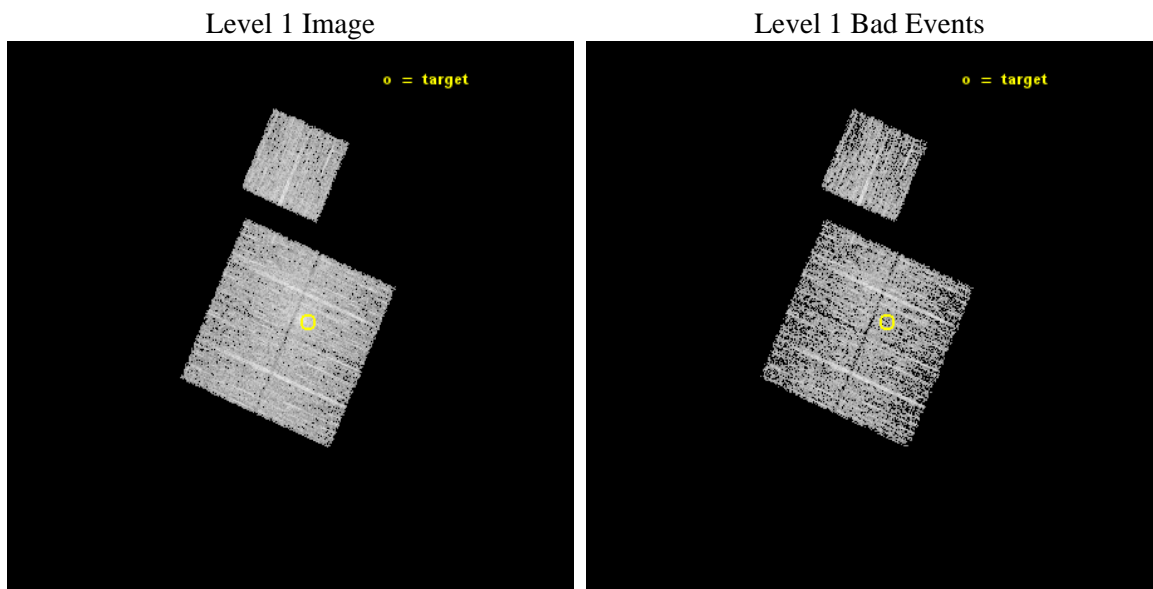 Level 1 Image
Level 1 Bad Events
o = target
o = target